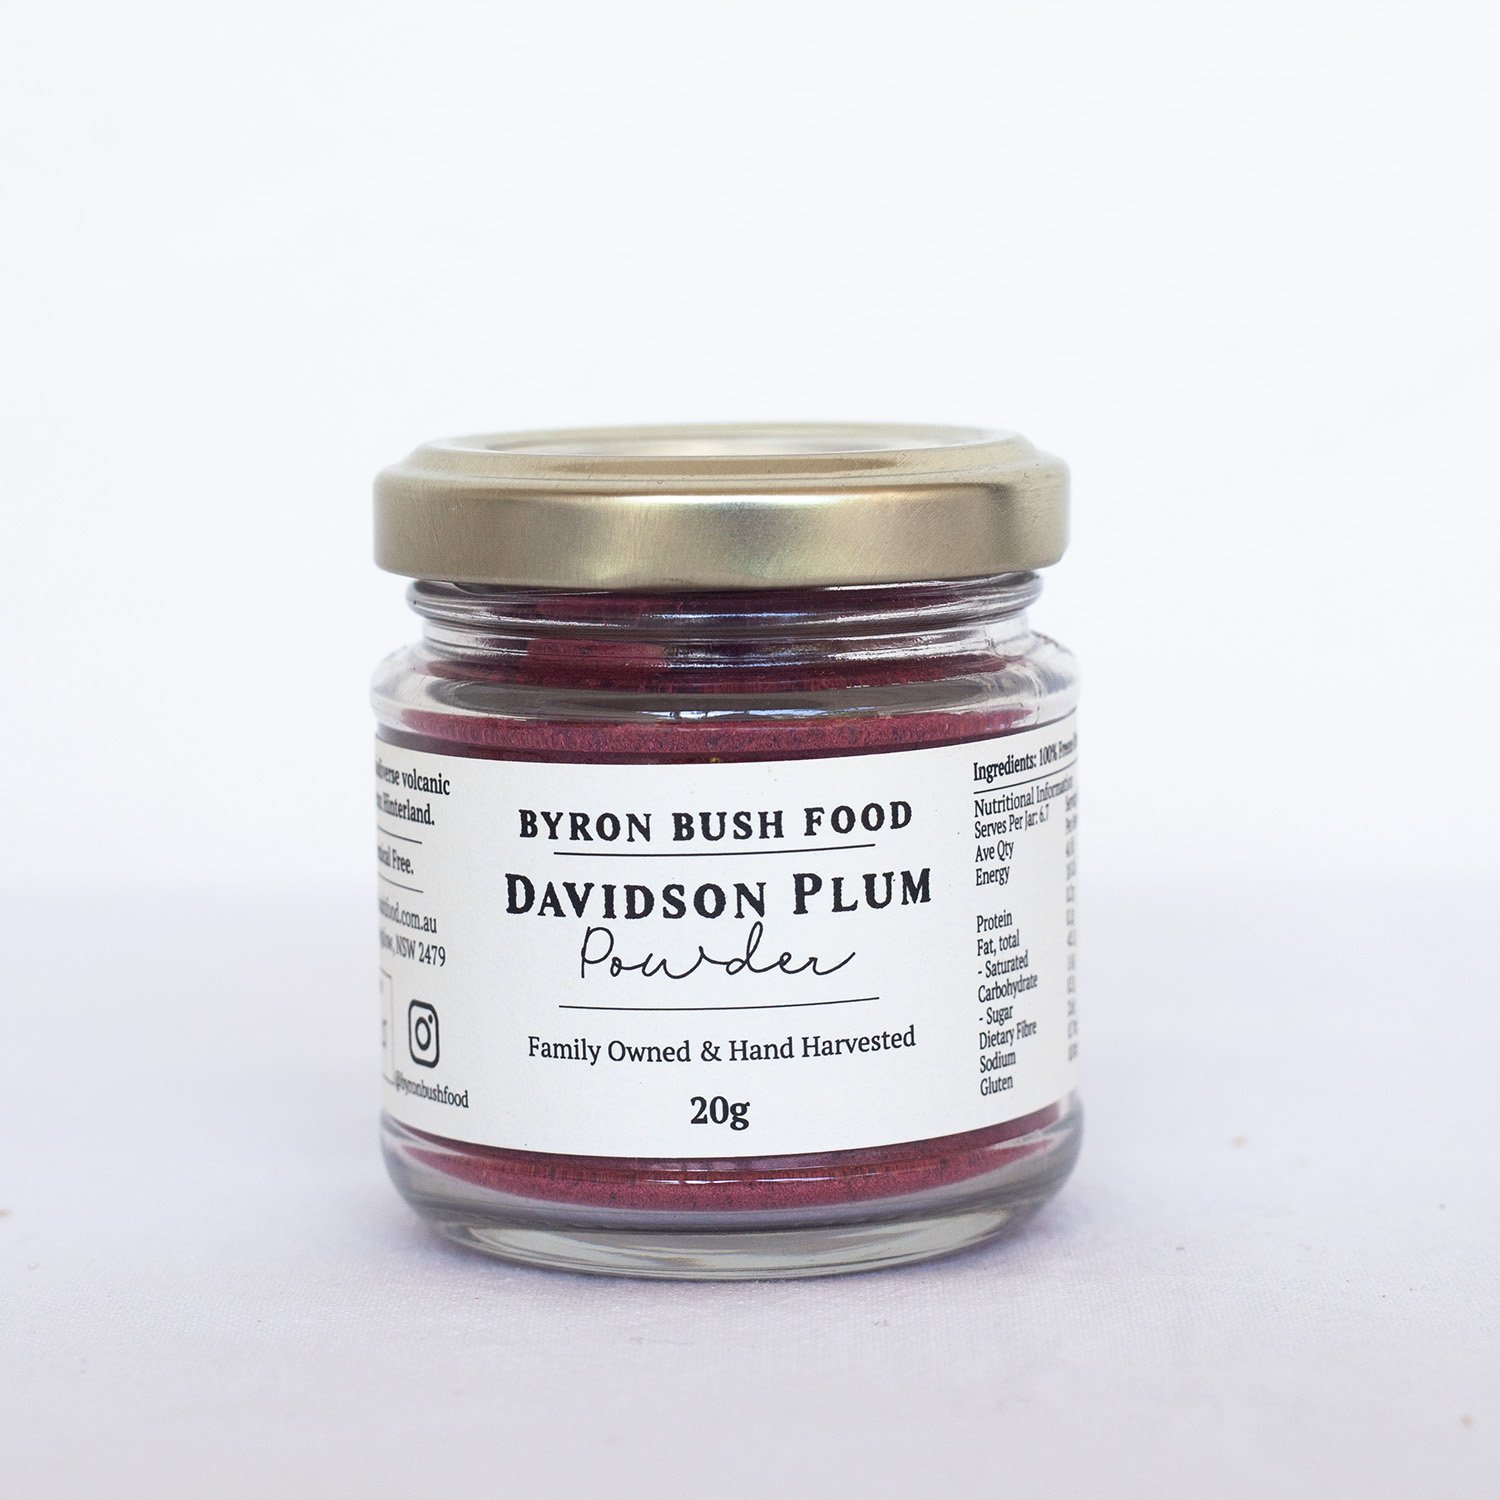 volcanic
Hinterland.
Free.
NSW 2479
@byronbushfood
BYRON BUSH FOOD
DAVIDSON PLUM
Powder
Family Owned & Hand Harvested
20g
Ingredients: 100%
Nutritional Information
Serves Per Jar: 6.7
Ave Qty
Energy
Protein
Fat, total
- Saturated
Carbohydrate
- Sugar
Dietary Fibre
Sodium
Gluten